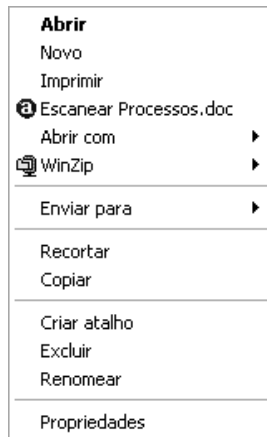 Abrir
Novo
Imprimir
Escanear Processos.doc
Abrir com
WinZip
Enviar para
Recortar
Copiar
Criar atalho
Excluir
Renomear
Propriedades